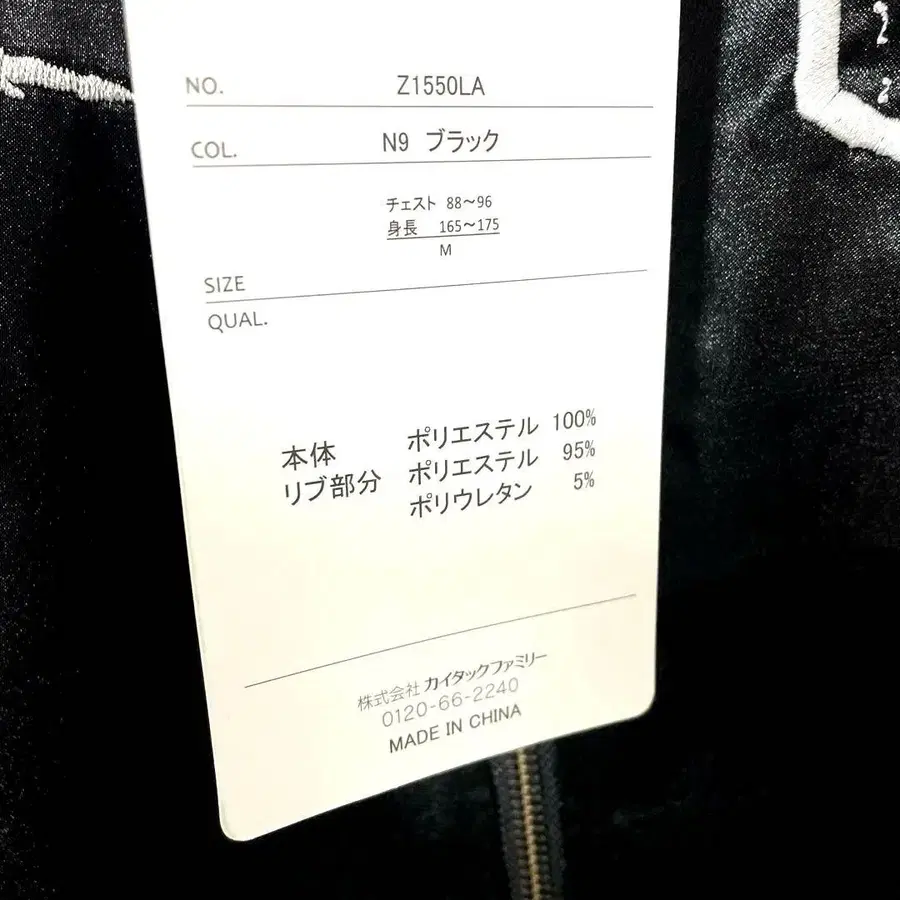 NO. Z1550LA
COL. N9 ブラック
チェスト 88～96
身長 165～175
M
SIZE
QUAL.
本体 ポリエステル 100%
リブ部分 ポリエステル 95%
ポリウレタン 5%
株式会社 カイタックファミリー
0120-66-2240
MADE IN CHINA